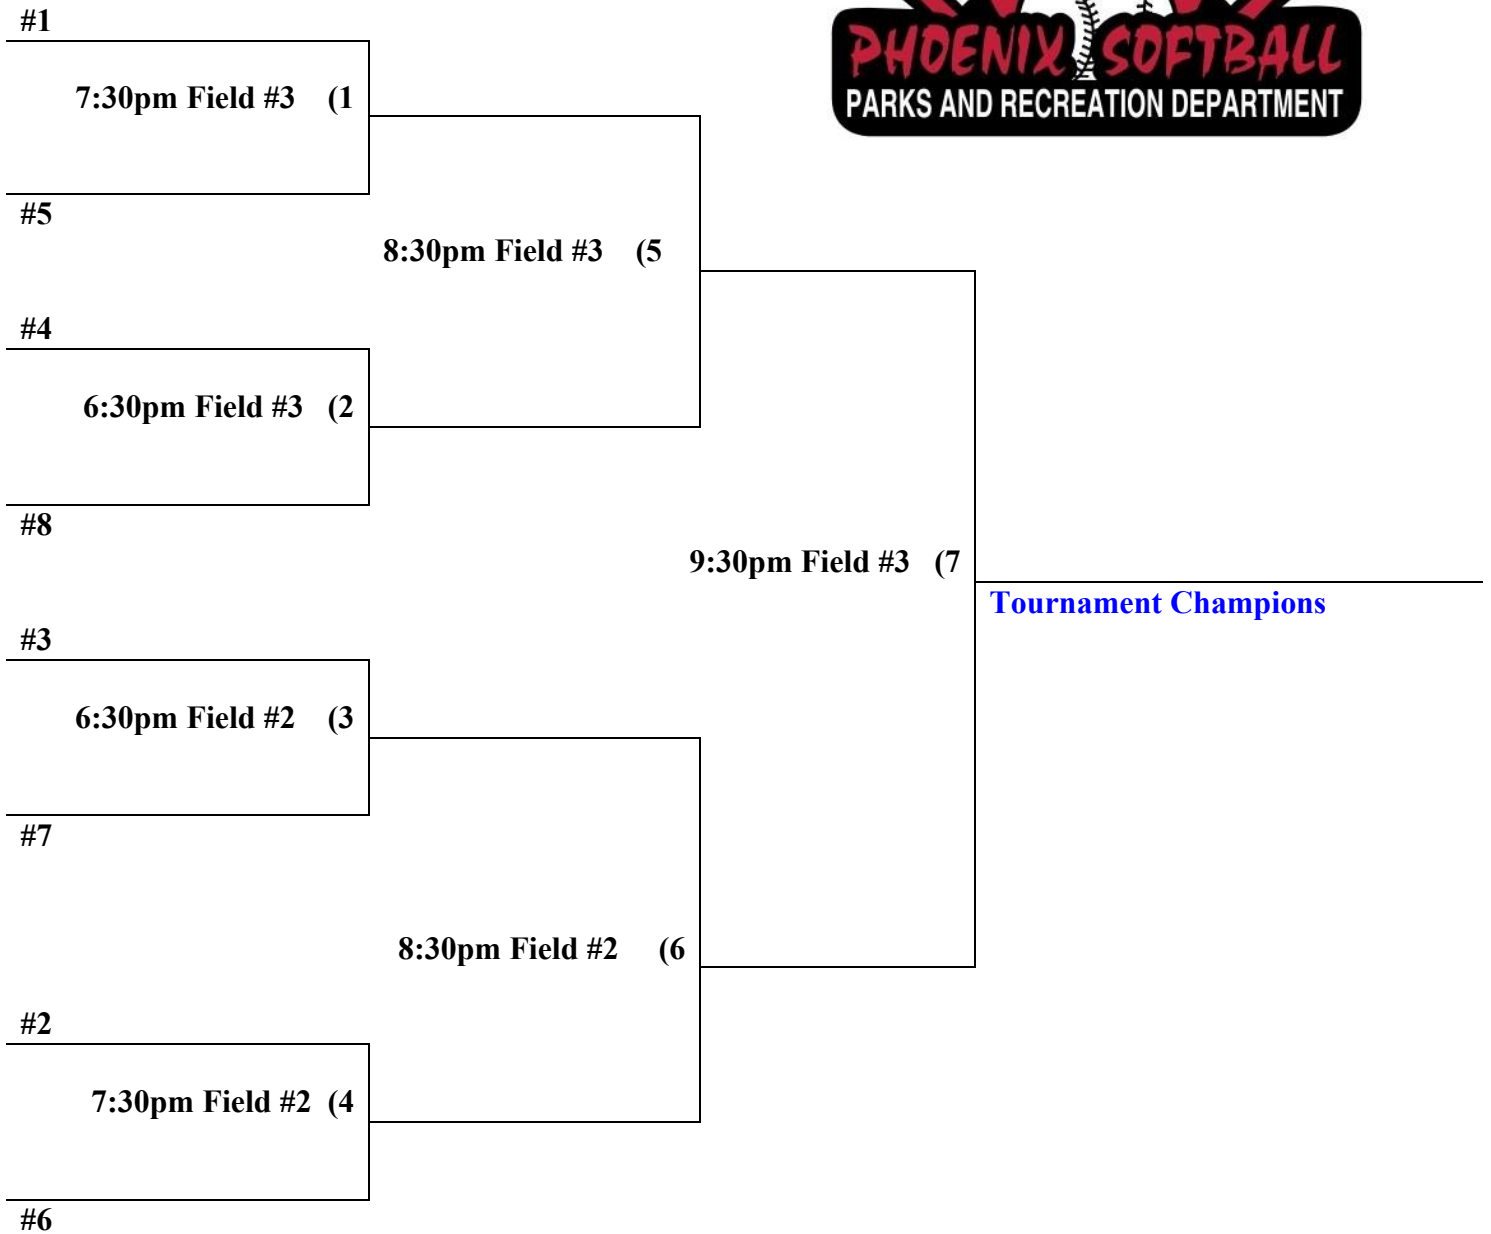 #1
PHOENIX SOFTBALL
PARKS AND RECREATION DEPARTMENT
7:30pm Field #3 (1
#5
8:30pm Field #3 (5
#4
6:30pm Field #3 (2
#8
9:30pm Field #3 (7
Tournament Champions
#3
6:30pm Field #2 (3
#7
8:30pm Field #2 (6
#2
7:30pm Field #2 (4
#6